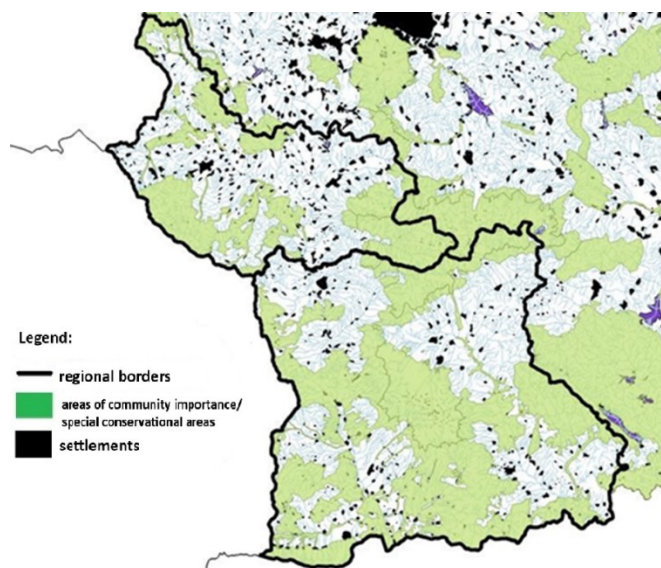 Legend:
regional borders
areas of community importance/
special conservational areas
settlements